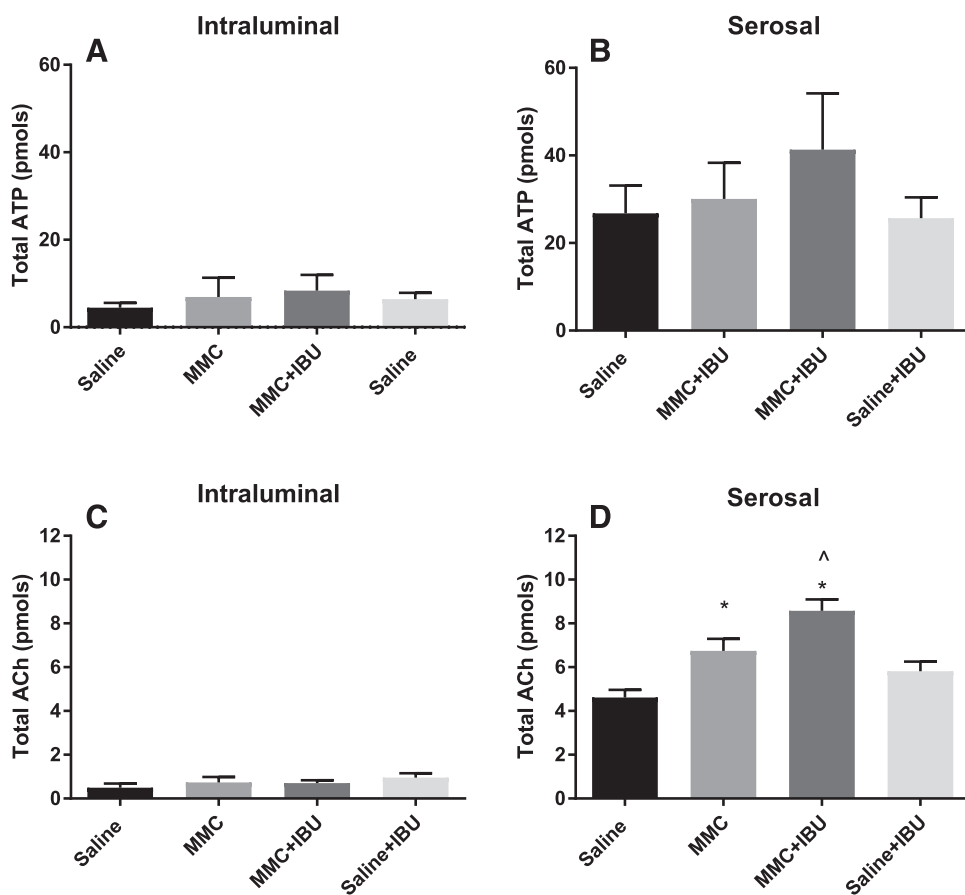 Intraluminal
A
Total ATP (pmols)
60
40
20
0
Saline
MMC
MMC+IBU
Saline
Serosal
B
Total ATP (pmols)
60
40
20
0
Saline
MMC+IBU
MMC+IBU
Saline+IBU
Intraluminal
C
Total ACh (pmols)
12
10
8
6
4
2
0
Saline
MMC
MMC+IBU
Saline+IBU
Serosal
D
Total ACh (pmols)
12
10
8
6
4
2
0
*
^
*
Saline
MMC
MMC+IBU
Saline+IBU